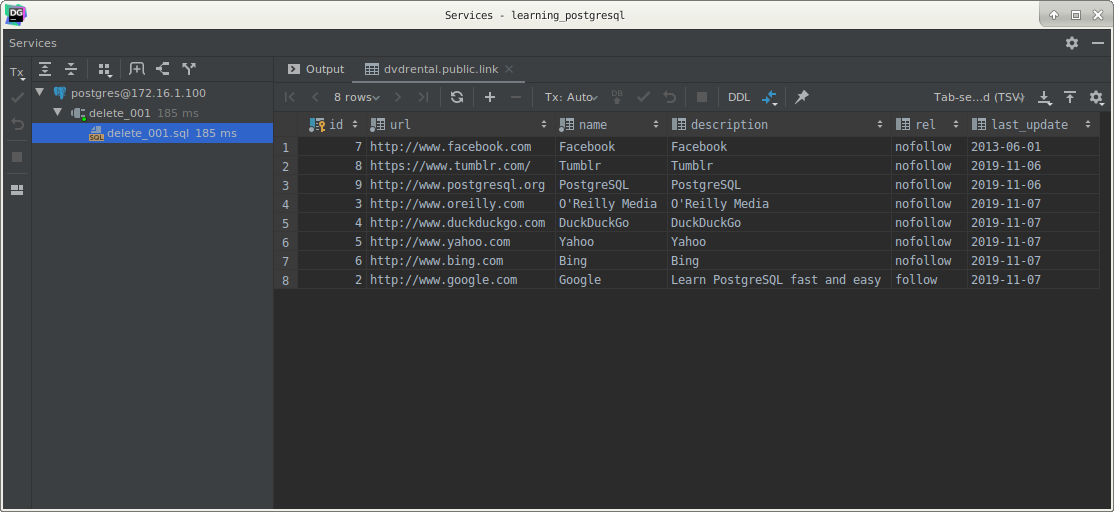 DG
Services - learning_postgresql
Services
Tx
postgres@172.16.1.100
delete_001 185 ms
SQL delete_001.sql 185 ms
Output dvdrental.public.link
8 rows Tx: Auto DB DDL Tab-se...d (TSV)
id url name description rel last_update
1 7 http://www.facebook.com Facebook Facebook nofollow 2013-06-01
2 8 https://www.tumblr.com/ Tumblr Tumblr nofollow 2019-11-06
3 9 http://www.postgresql.org PostgreSQL PostgreSQL nofollow 2019-11-06
4 3 http://www.oreilly.com O'Reilly Media O'Reilly Media nofollow 2019-11-07
5 4 http://www.duckduckgo.com DuckDuckGo DuckDuckGo nofollow 2019-11-07
6 5 http://www.yahoo.com Yahoo Yahoo nofollow 2019-11-07
7 6 http://www.bing.com Bing Bing nofollow 2019-11-07
8 2 http://www.google.com Google Learn PostgreSQL fast and easy follow 2019-11-07